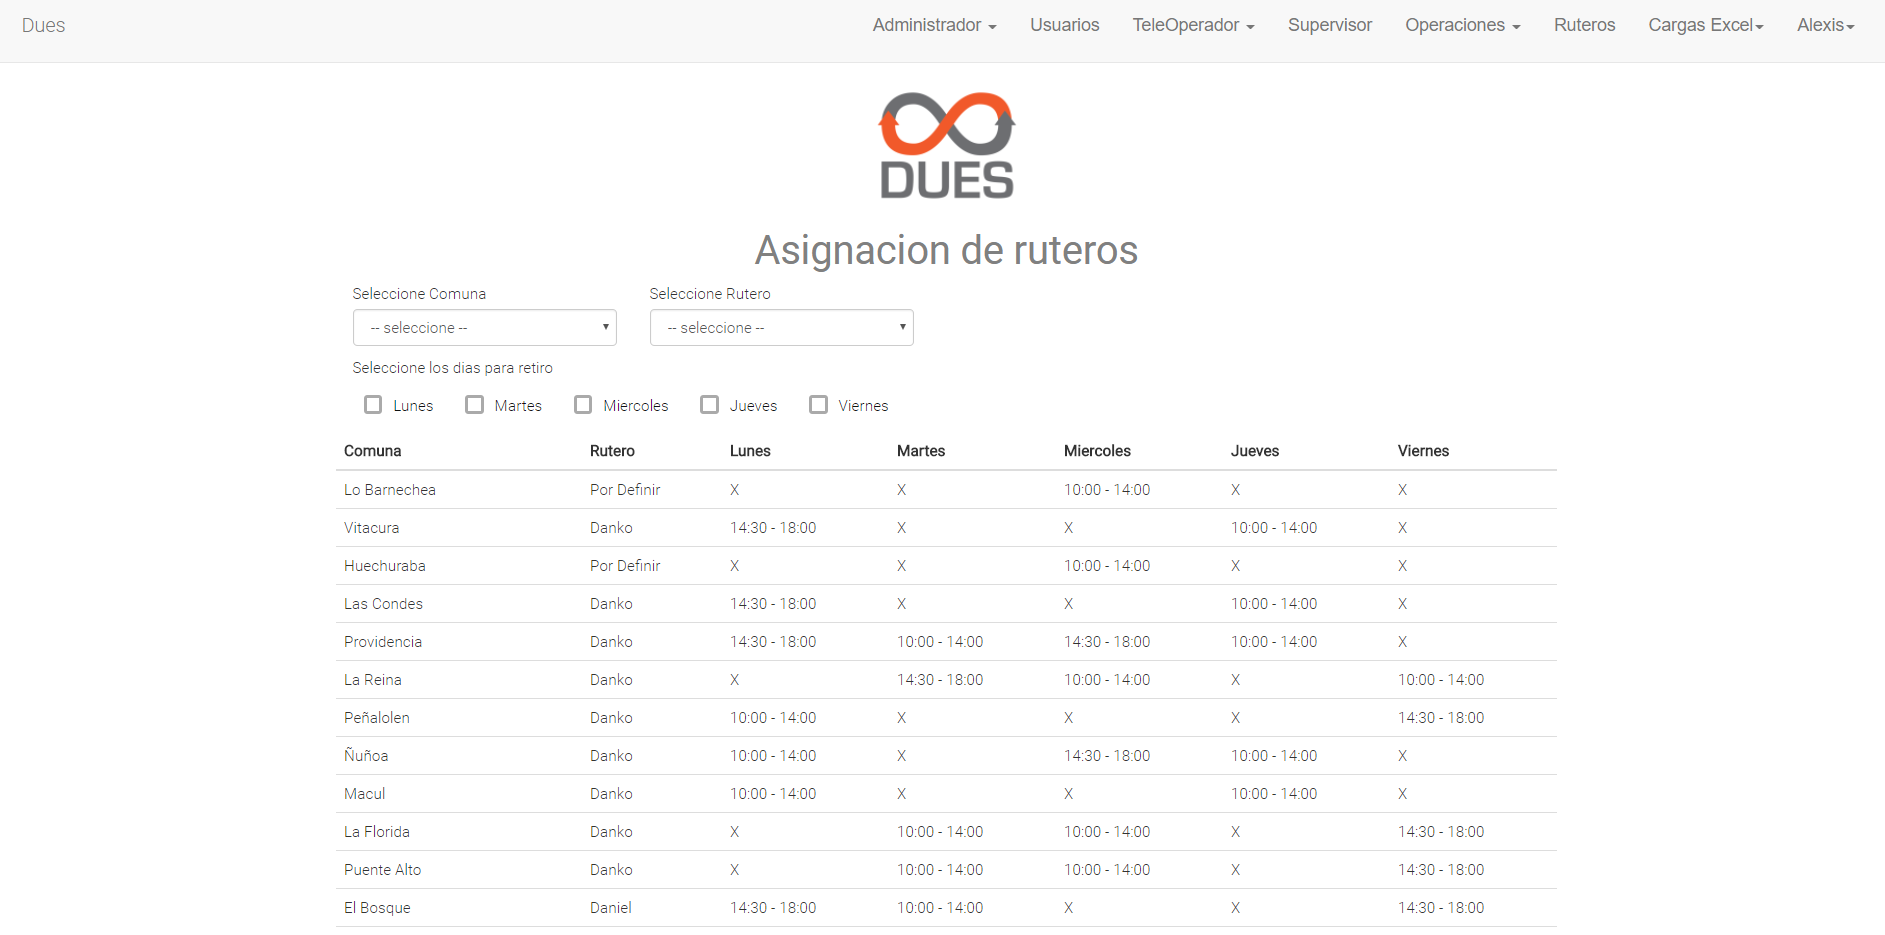 Dues Administrador Usuarios TeleOperador Supervisor Operaciones Ruteros Cargas Excel Alexis
DUES
Asignacion de ruteros
Seleccione Comuna Seleccione Rutero
-- seleccione -- -- seleccione --
Seleccione los dias para retiro
Lunes Martes Miercoles Jueves Viernes
Comuna Rutero Lunes Martes Miercoles Jueves Viernes
Lo Barnechea Por Definir X X 10:00 - 14:00 X X
Vitacura Danko 14:30 - 18:00 X X 10:00 - 14:00 X
Huechuraba Por Definir X X 10:00 - 14:00 X X
Las Condes Danko 14:30 - 18:00 X X 10:00 - 14:00 X
Providencia Danko 14:30 - 18:00 10:00 - 14:00 14:30 - 18:00 10:00 - 14:00 X
La Reina Danko X 14:30 - 18:00 10:00 - 14:00 X 10:00 - 14:00
Peñalolen Danko 10:00 - 14:00 X X X 14:30 - 18:00
Ñuñoa Danko 10:00 - 14:00 X 14:30 - 18:00 10:00 - 14:00 X
Macul Danko 10:00 - 14:00 X X 10:00 - 14:00 X
La Florida Danko X 10:00 - 14:00 10:00 - 14:00 X 14:30 - 18:00
Puente Alto Danko X 10:00 - 14:00 10:00 - 14:00 X 14:30 - 18:00
El Bosque Daniel 14:30 - 18:00 10:00 - 14:00 X X 14:30 - 18:00